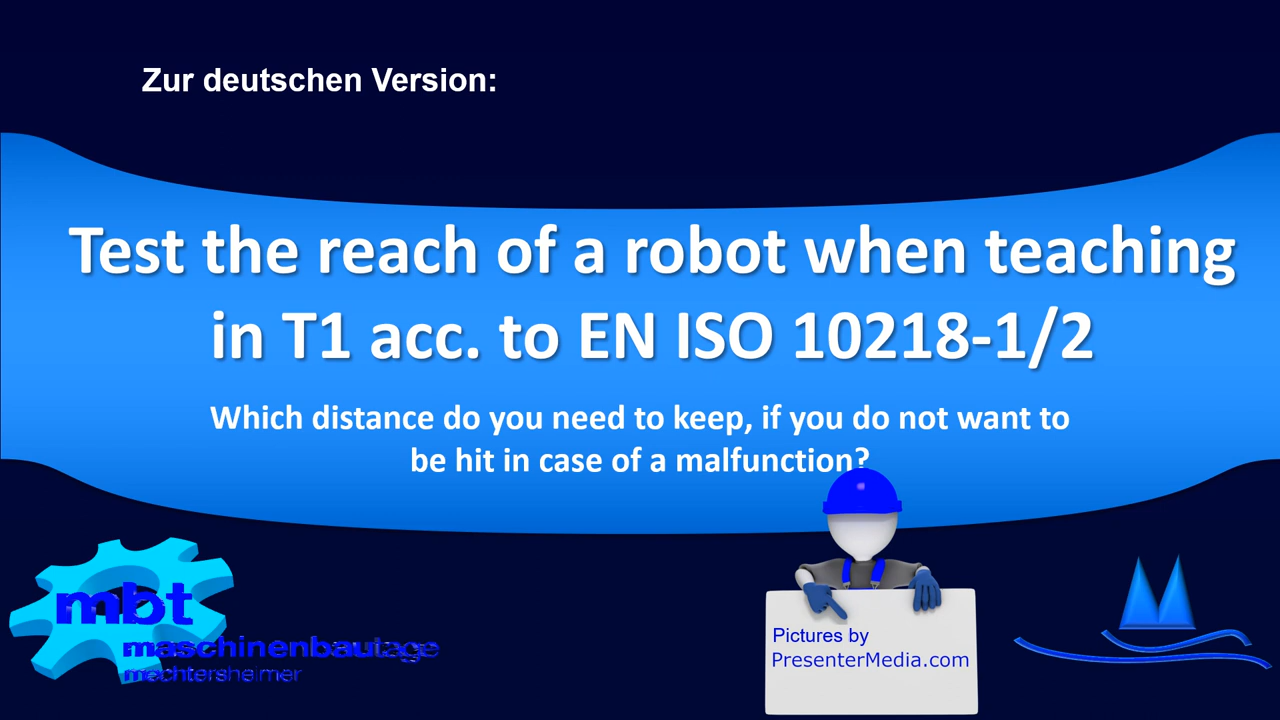 Zur deutschen Version:
Test the reach of a robot when teaching
in T1 acc. to EN ISO 10218-1/2
Which distance do you need to keep, if you do not want to
be hit in case of a malfunction?
mbt
maschinenbautage
mechtersheimer
Pictures by
PresenterMedia.com